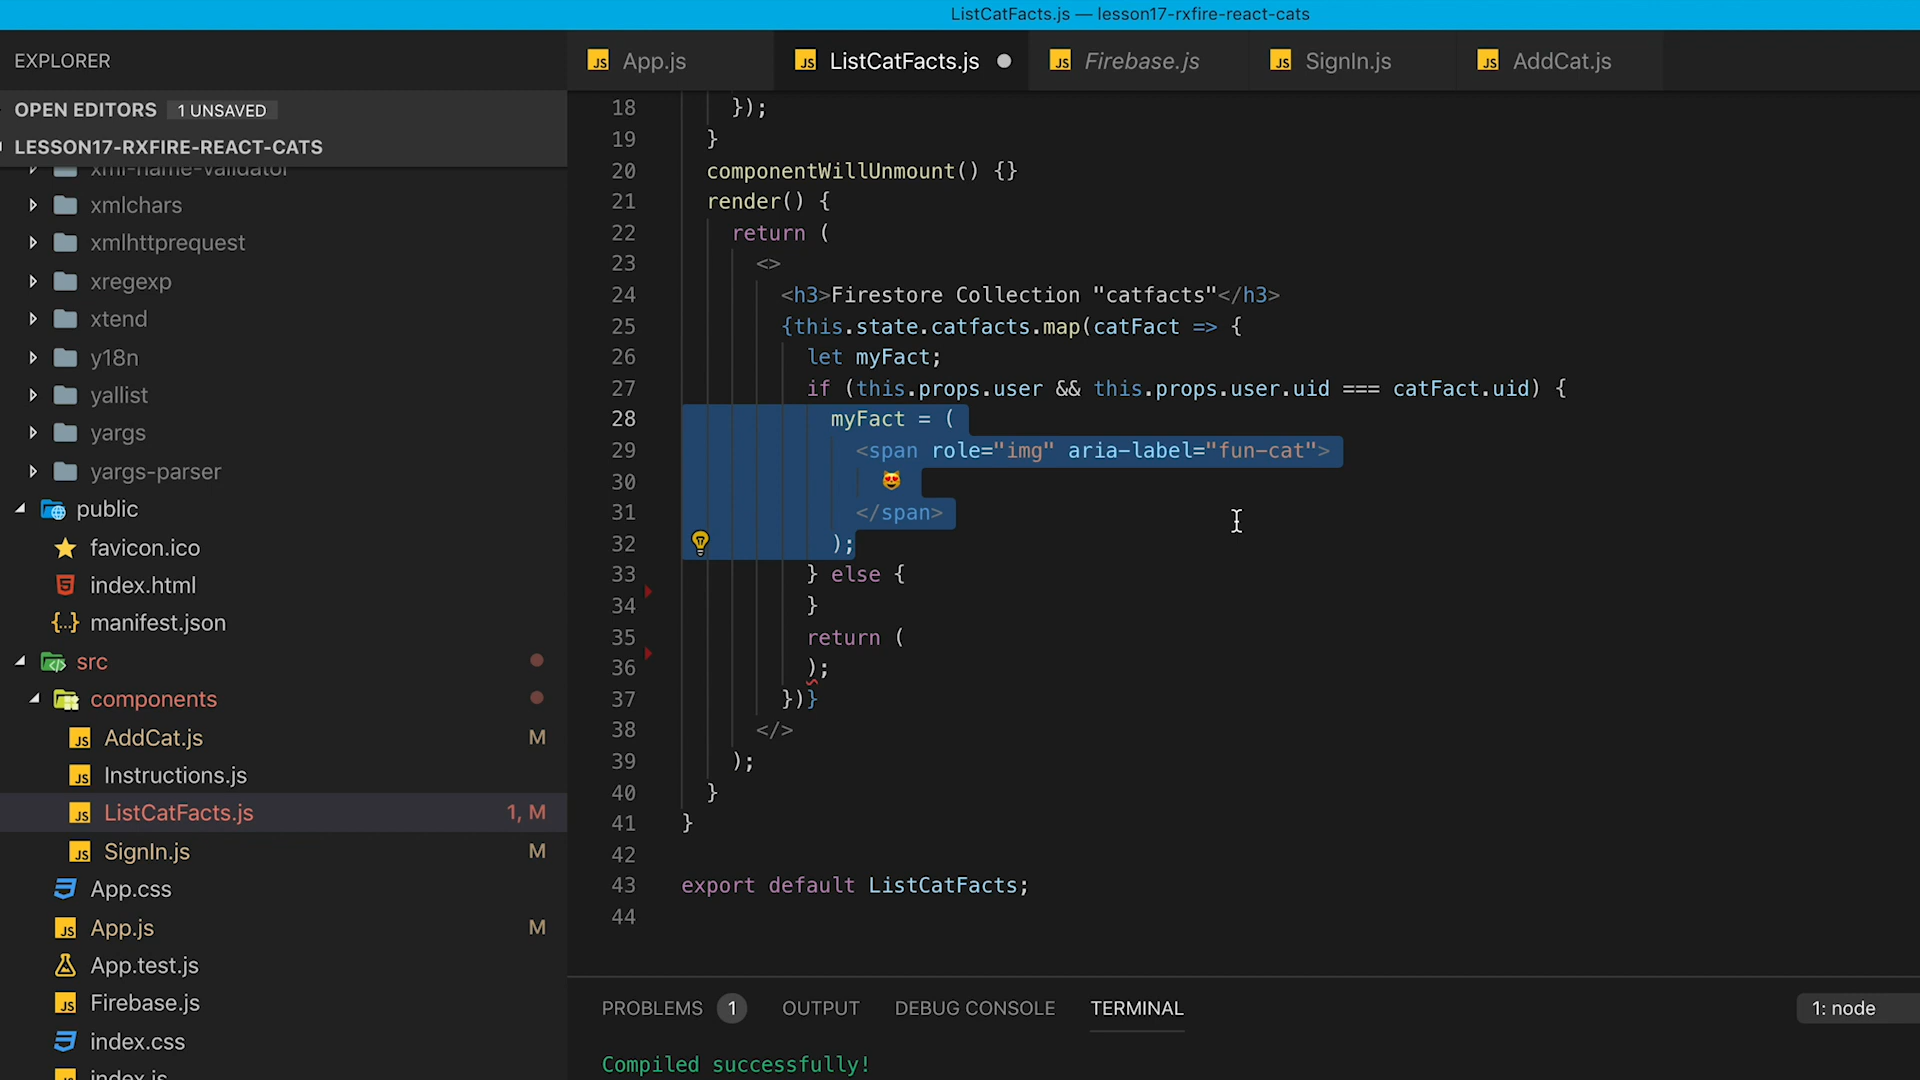 ListCatFacts.js — lesson17-rxfire-react-cats
EXPLORER
OPEN EDITORS 1 UNSAVED
LESSON17-RXFIRE-REACT-CATS
xml-name-validator
xmlchars
xmlhttprequest
xregexp
xtend
y18n
yallist
yargs
yargs-parser
public
favicon.ico
index.html
manifest.json
src
components
AddCat.js M
Instructions.js
ListCatFacts.js 1, M
SignIn.js M
App.css
App.js M
App.test.js
Firebase.js
index.css
index.js
App.js ListCatFacts.js Firebase.js SignIn.js AddCat.js
18 });
19 }
20 componentWillUnmount() {}
21 render() {
22 return (
23 <>
24 <h3>Firestore Collection "catfacts"</h3>
25 {this.state.catfacts.map(catFact => {
26 let myFact;
27 if (this.props.user && this.props.user.uid === catFact.uid) {
28 myFact = (
29 <span role="img" aria-label="fun-cat">
30 😻
31 </span>
32 );
33 } else {
34 }
35 return (
36 );
37 })}
38 </>
39 );
40 }
41 }
42
43 export default ListCatFacts;
44
PROBLEMS 1 OUTPUT DEBUG CONSOLE TERMINAL 1: node
Compiled successfully!